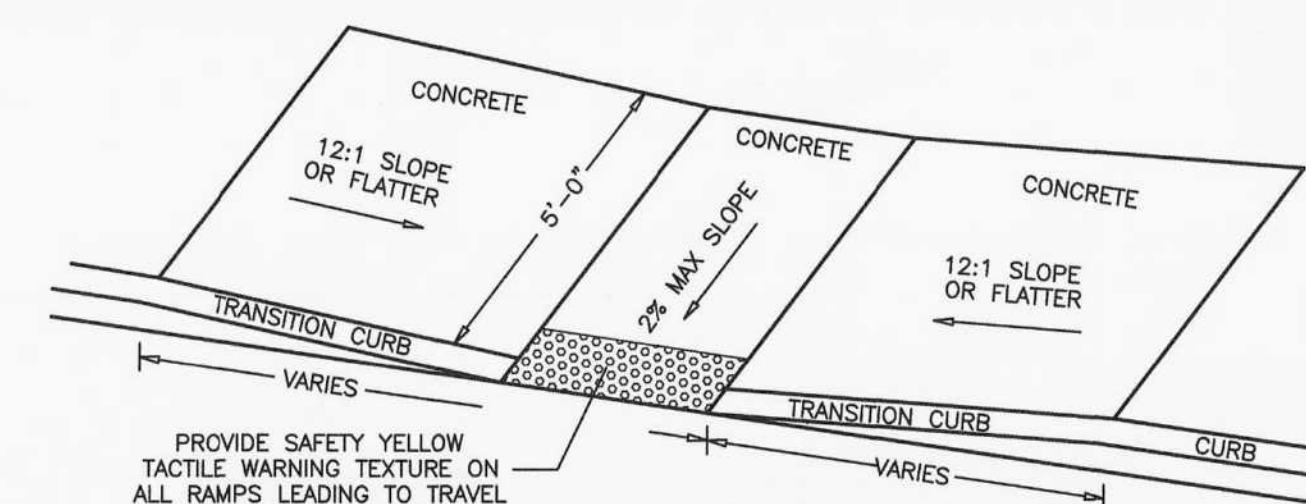 CONCRETE
12:1 SLOPE
OR FLATTER
5'-0"
CONCRETE
2% MAX SLOPE
CONCRETE
12:1 SLOPE
OR FLATTER
TRANSITION CURB
VARIES
TRANSITION CURB
CURB
VARIES
PROVIDE SAFETY YELLOW
TACTILE WARNING TEXTURE ON
ALL RAMPS LEADING TO TRAVEL